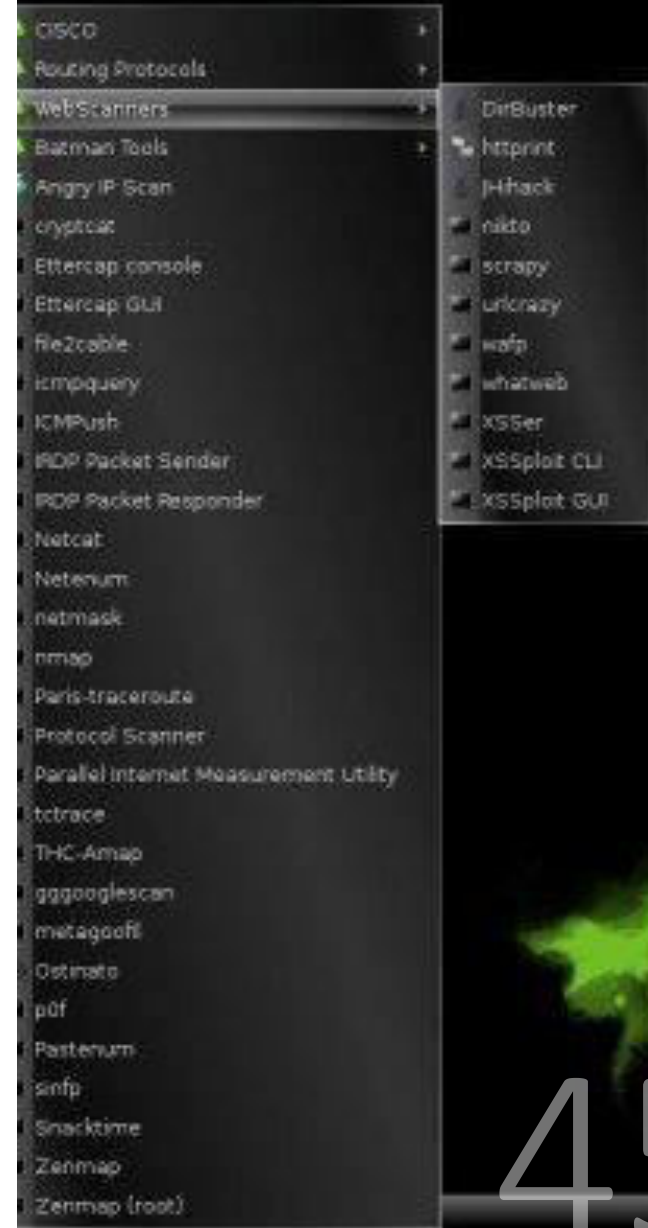 CISCO
Routing Protocols
WebScanners
Batman Tools
Angry IP Scan
cryptcat
Ettercap console
Ettercap GUI
file2cable
icmpquery
ICMPush
IRDP Packet Sender
IRDP Packet Responder
Netcat
Netenum
netmask
nmap
Paris-traceroute
Protocol Scanner
Parallel Internet Measurement Utility
tctrace
THC-Amap
gggooglescan
metagoofil
Ostinato
p0f
Pastenum
sinfp
Snacktime
Zenmap
Zenmap (root)
DirBuster
httprint
nikto
scrapy
urlcrazy
wafp
whatweb
XSSer
XSSploit CLI
XSSploit GUI